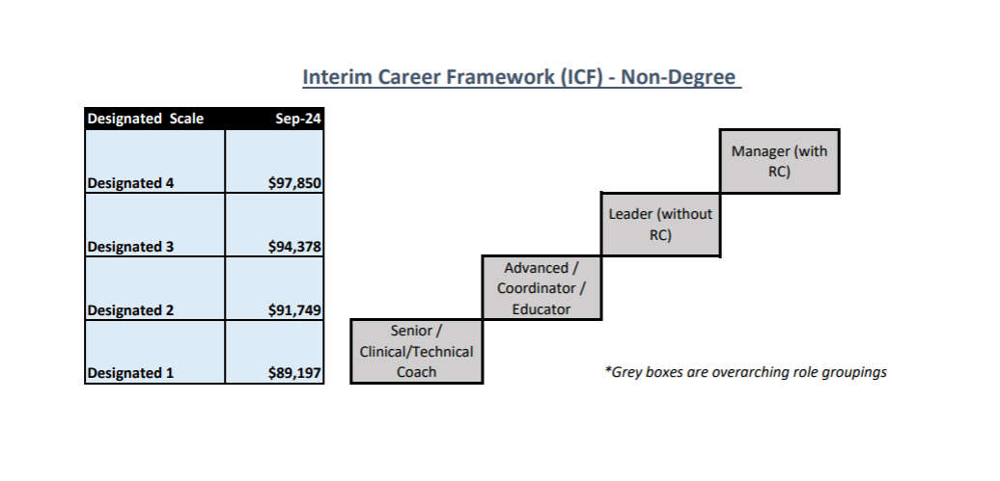 Interim Career Framework (ICF) - Non-Degree
Designated Scale Sep-24
Manager (with
RC)
Designated 4 $97,850
Leader (without
RC)
Designated 3 $94,378
Advanced /
Coordinator /
Educator
Designated 2 $91,749
Senior /
Clinical/Technical
Coach
Designated 1 $89,197
*Grey boxes are overarching role groupings